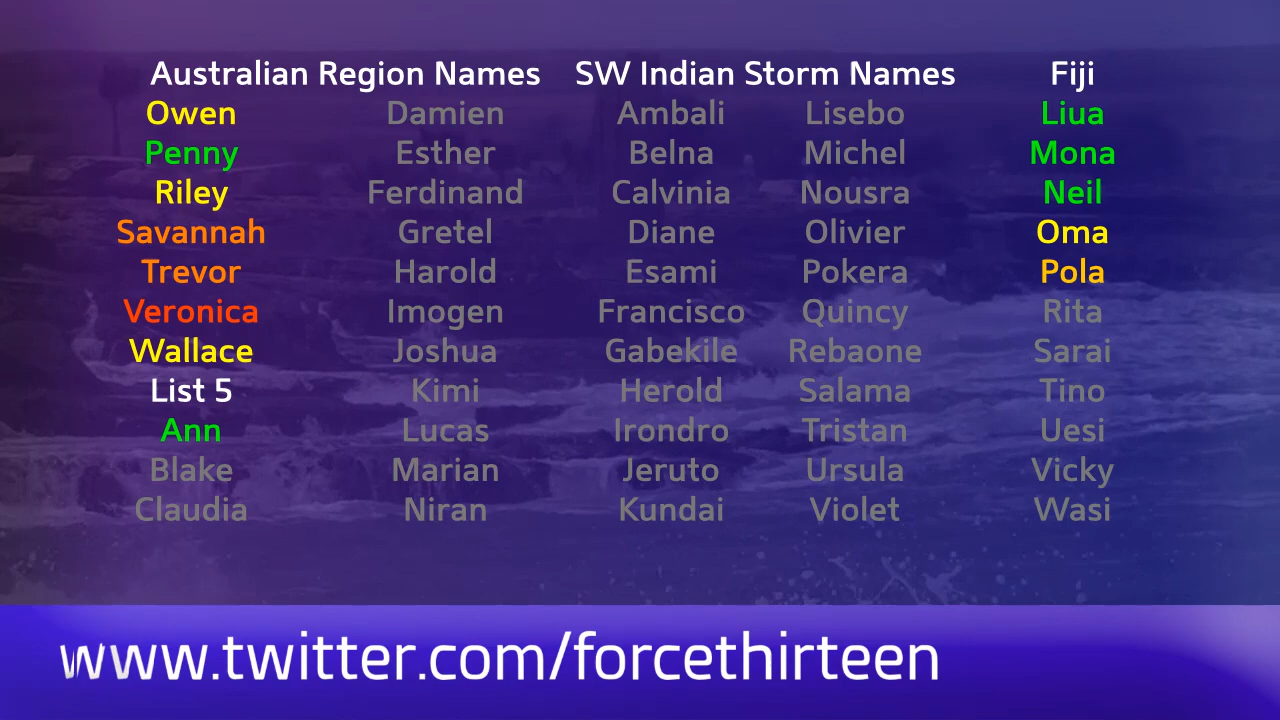 Australian Region Names SW Indian Storm Names Fiji
Owen Damien Ambali Lisebo Liua
Penny Esther Belna Michel Mona
Riley Ferdinand Calvinia Nousra Neil
Savannah Gretel Diane Olivier Oma
Trevor Harold Esami Pokera Pola
Veronica Imogen Francisco Quincy Rita
Wallace Joshua Gabekile Rebaone Sarai
List 5 Kimi Herold Salama Tino
Ann Lucas Irondro Tristan Uesi
Blake Marian Jeruto Ursula Vicky
Claudia Niran Kundai Violet Wasi
www.twitter.com/forcethirteen